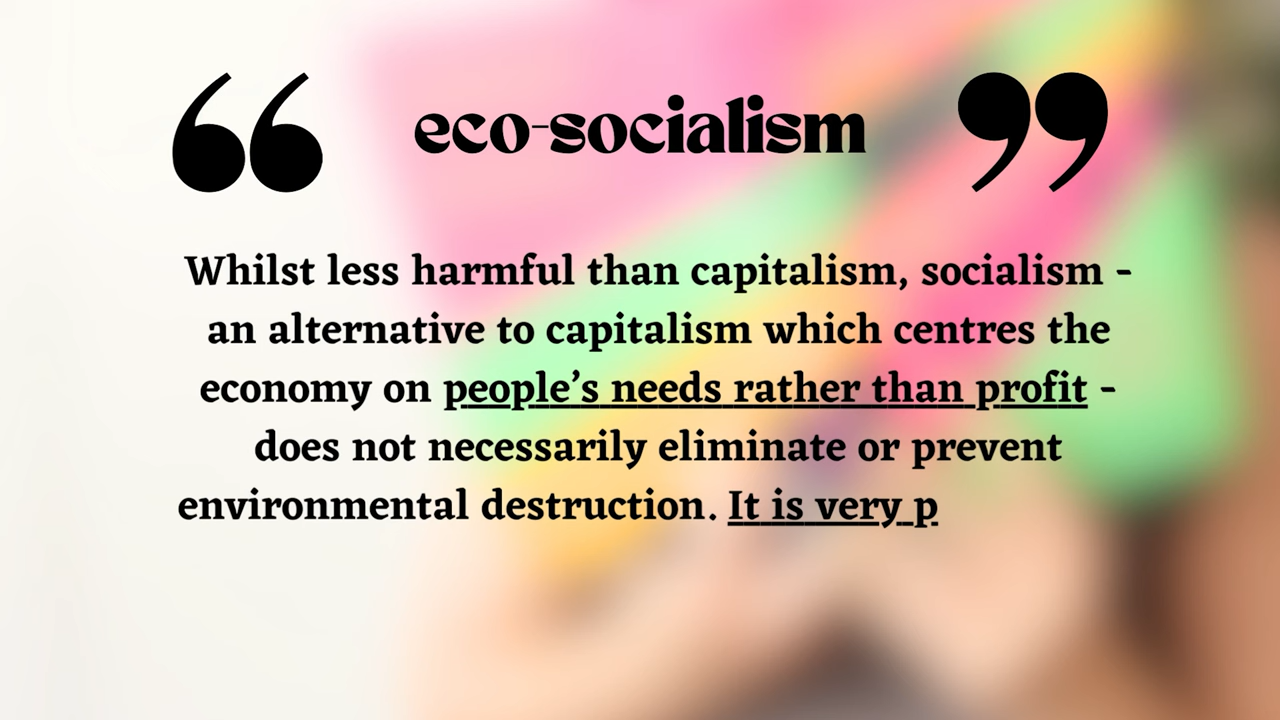 “ eco-socialism ”
Whilst less harmful than capitalism, socialism -
an alternative to capitalism which centres the
economy on people’s needs rather than profit -
does not necessarily eliminate or prevent
environmental destruction. It is very p